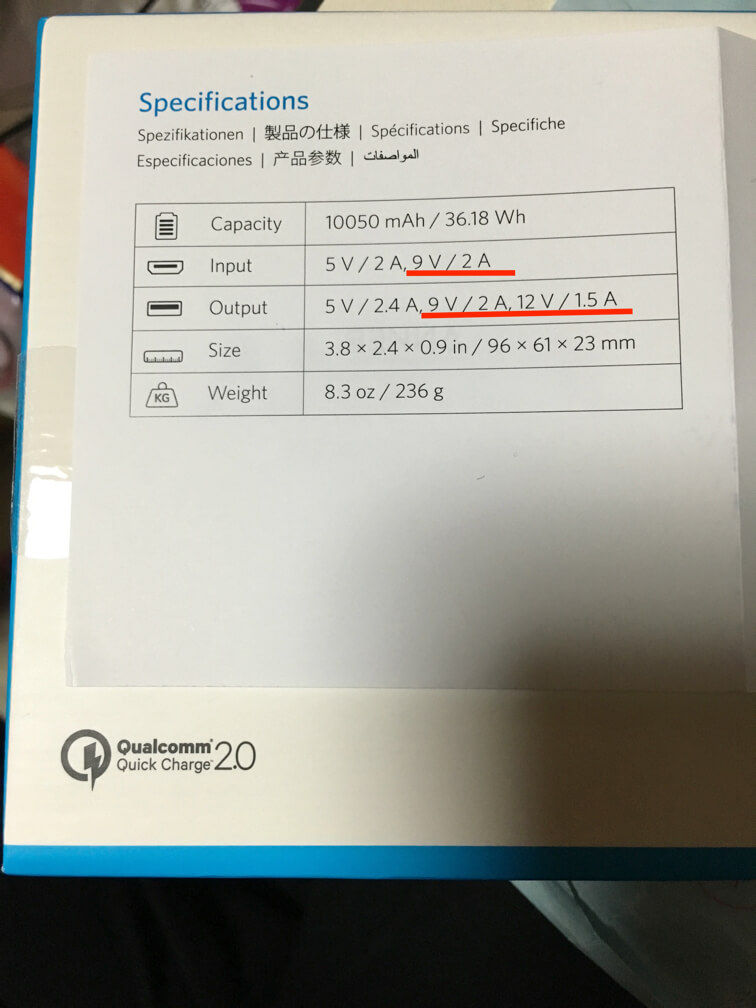 Specifications
Spezifikationen | 製品の仕様 | Spécifications | Specifiche
Especificaciones | 产品参数 | المواصفات
Capacity 10050 mAh / 36.18 Wh
Input 5 V / 2 A, 9 V / 2 A
Output 5 V / 2.4 A, 9 V / 2 A, 12 V / 1.5 A
Size 3.8 × 2.4 × 0.9 in / 96 × 61 × 23 mm
KG Weight 8.3 oz / 236 g
Qualcomm® 2.0
Quick Charge™